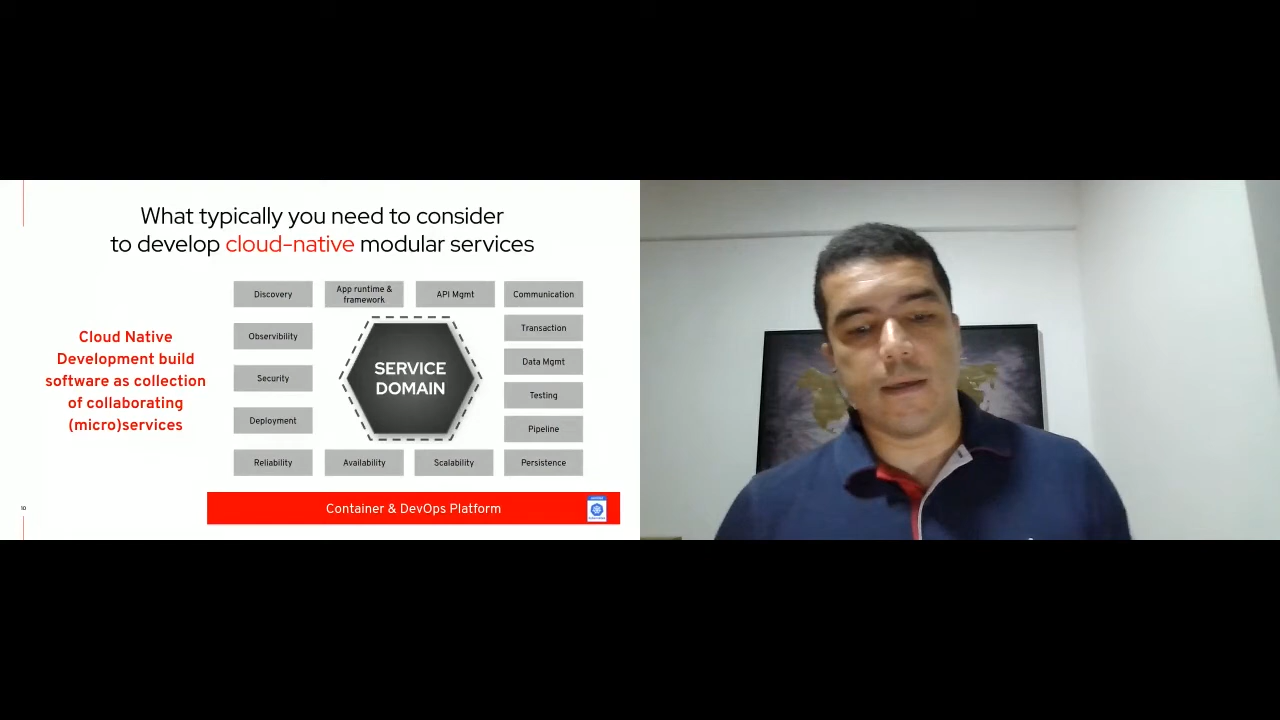 What typically you need to consider
to develop cloud-native modular services
Cloud Native
Development build
software as collection
of collaborating
(micro)services
Discovery
App runtime &
framework
API Mgmt
Communication
Observibility
Transaction
Security
Data Mgmt
Deployment
Testing
Pipeline
Reliability
Availability
Scalability
Persistence
SERVICE
DOMAIN
Container & DevOps Platform
10